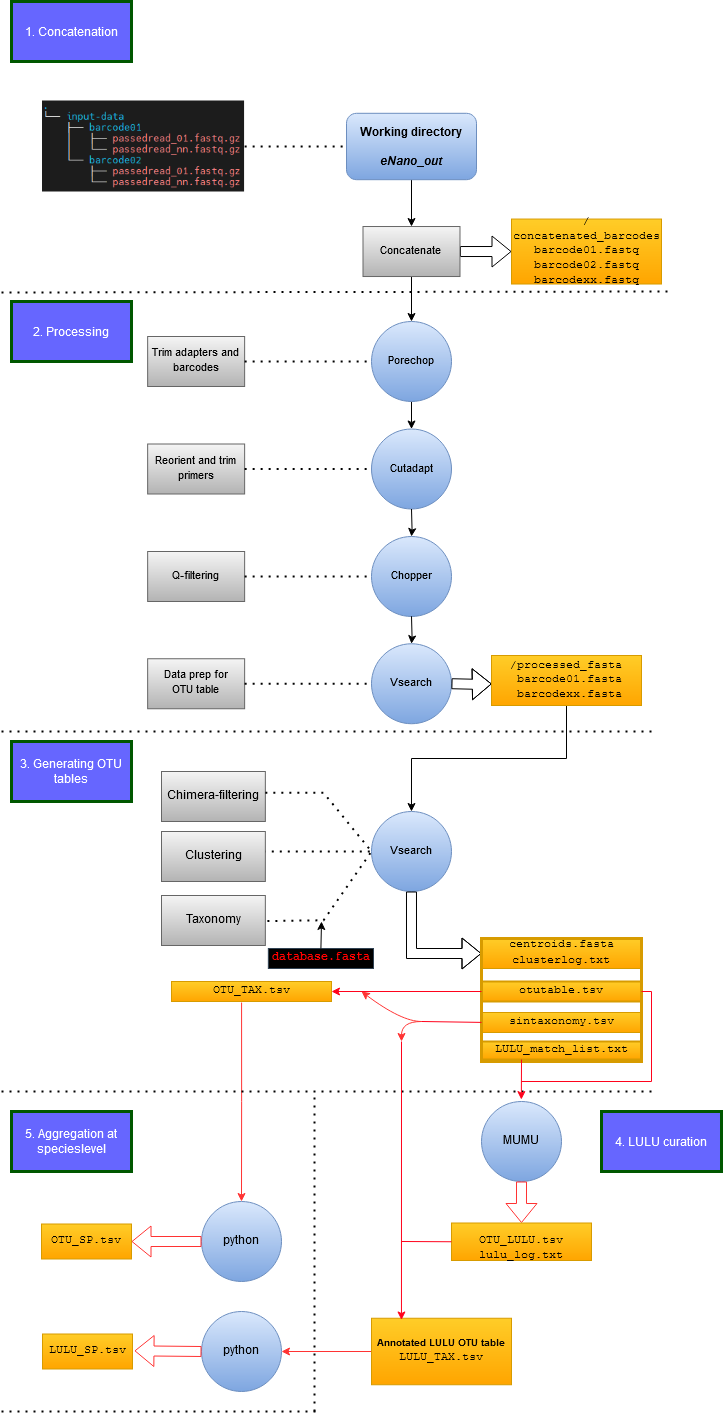 1. Concatenation
.
input-data
barcode01
passedread_01.fastq.gz
passedread_nn.fastq.gz
barcode02
passedread_01.fastq.gz
passedread_nn.fastq.gz
Working directory
eNano_out
Concatenate
/
concatenated_barcodes
barcode01.fastq
barcode02.fastq
barcodexx.fastq
2. Processing
Trim adapters and
barcodes
Porechop
Reorient and trim
primers
Cutadapt
Q-filtering
Chopper
Data prep for
OTU table
Vsearch
/processed_fasta
barcode01.fasta
barcodexx.fasta
3. Generating OTU
tables
Chimera-filtering
Clustering
Taxonomy
Vsearch
database.fasta
centroids.fasta
clusterlog.txt
OTU_TAX.tsv
otutable.tsv
sintaxonomy.tsv
LULU_match_list.txt
5. Aggregation at
specieslevel
MUMU
4. LULU curation
OTU_SP.tsv
python
OTU_LULU.tsv
lulu_log.txt
LULU_SP.tsv
python
Annotated LULU OTU table
LULU_TAX.tsv